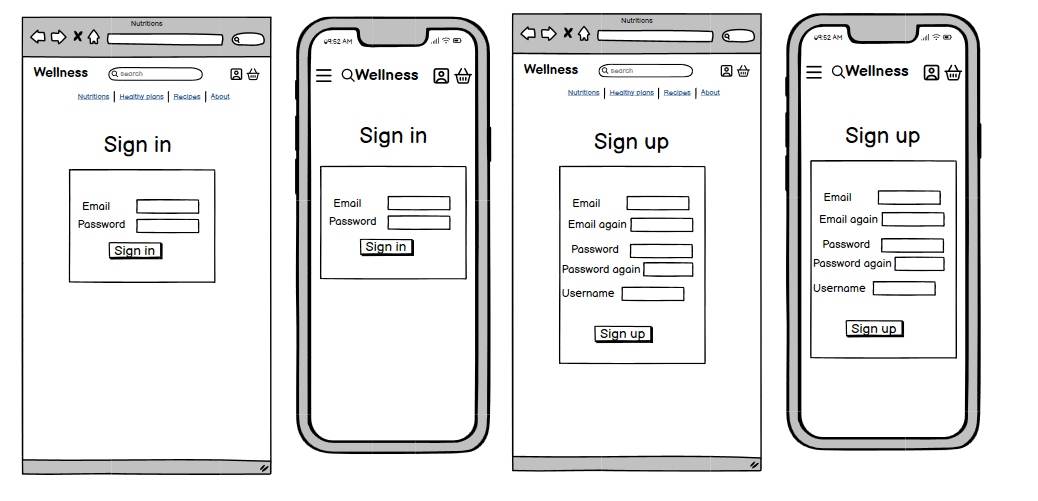 Nutritions
Wellness
search
Nutritions | Healthy plans | Recipes | About
Sign in
Email
Password
Sign in
09:52 AM
Wellness
Sign in
Email
Password
Sign in
Nutritions
Wellness
search
Nutritions | Healthy plans | Recipes | About
Sign up
Email
Email again
Password
Password again
Username
Sign up
09:52 AM
Wellness
Sign up
Email
Email again
Password
Password again
Username
Sign up